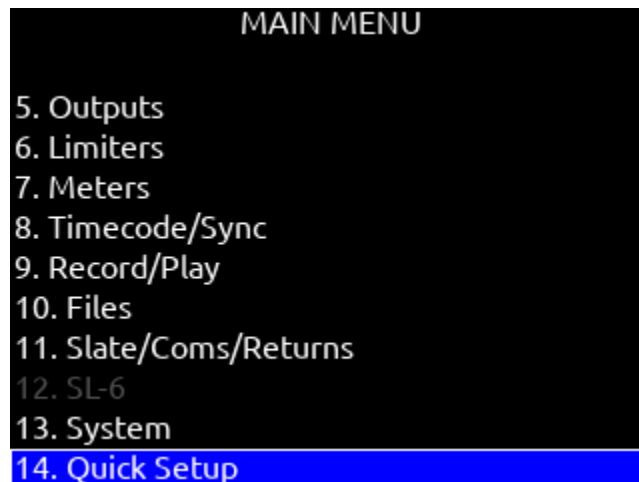 MAIN MENU
5. Outputs
6. Limiters
7. Meters
8. Timecode/Sync
9. Record/Play
10. Files
11. Slate/Coms/Returns
12. SL-6
13. System
14. Quick Setup